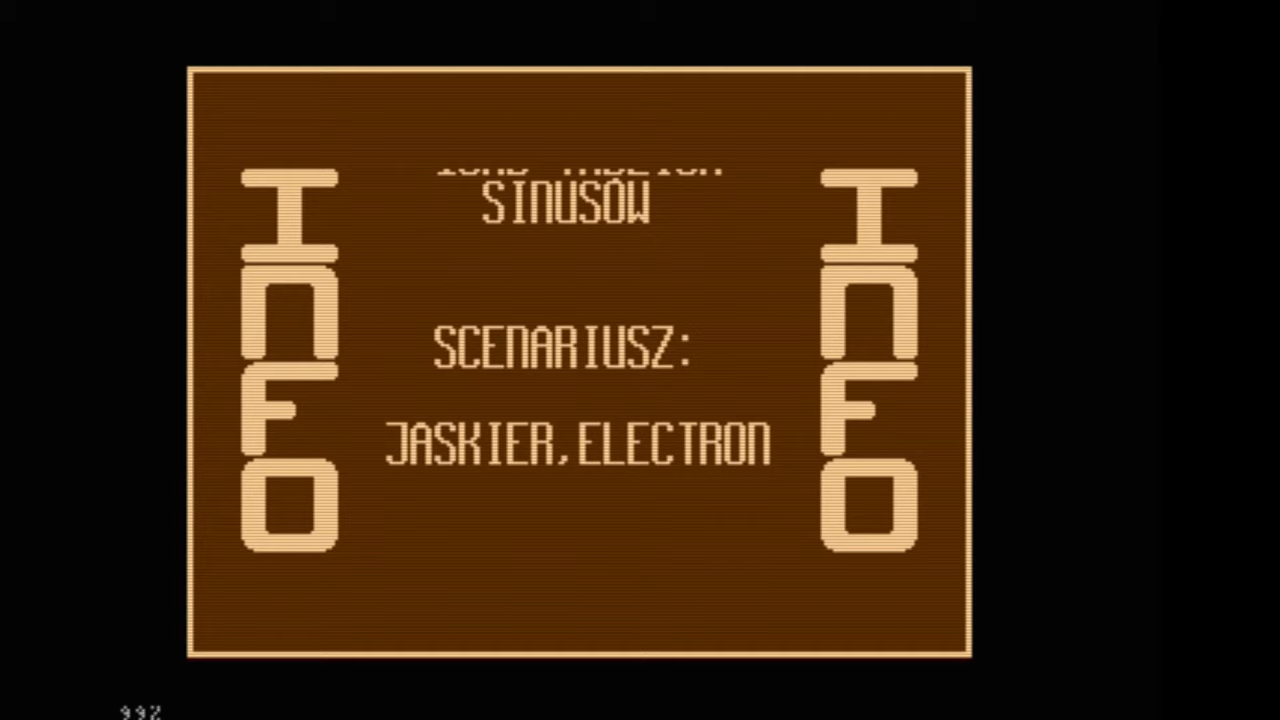 INFO
SINUSÓW
SCENARIUSZ:
JASKIER,ELECTRON
INFO